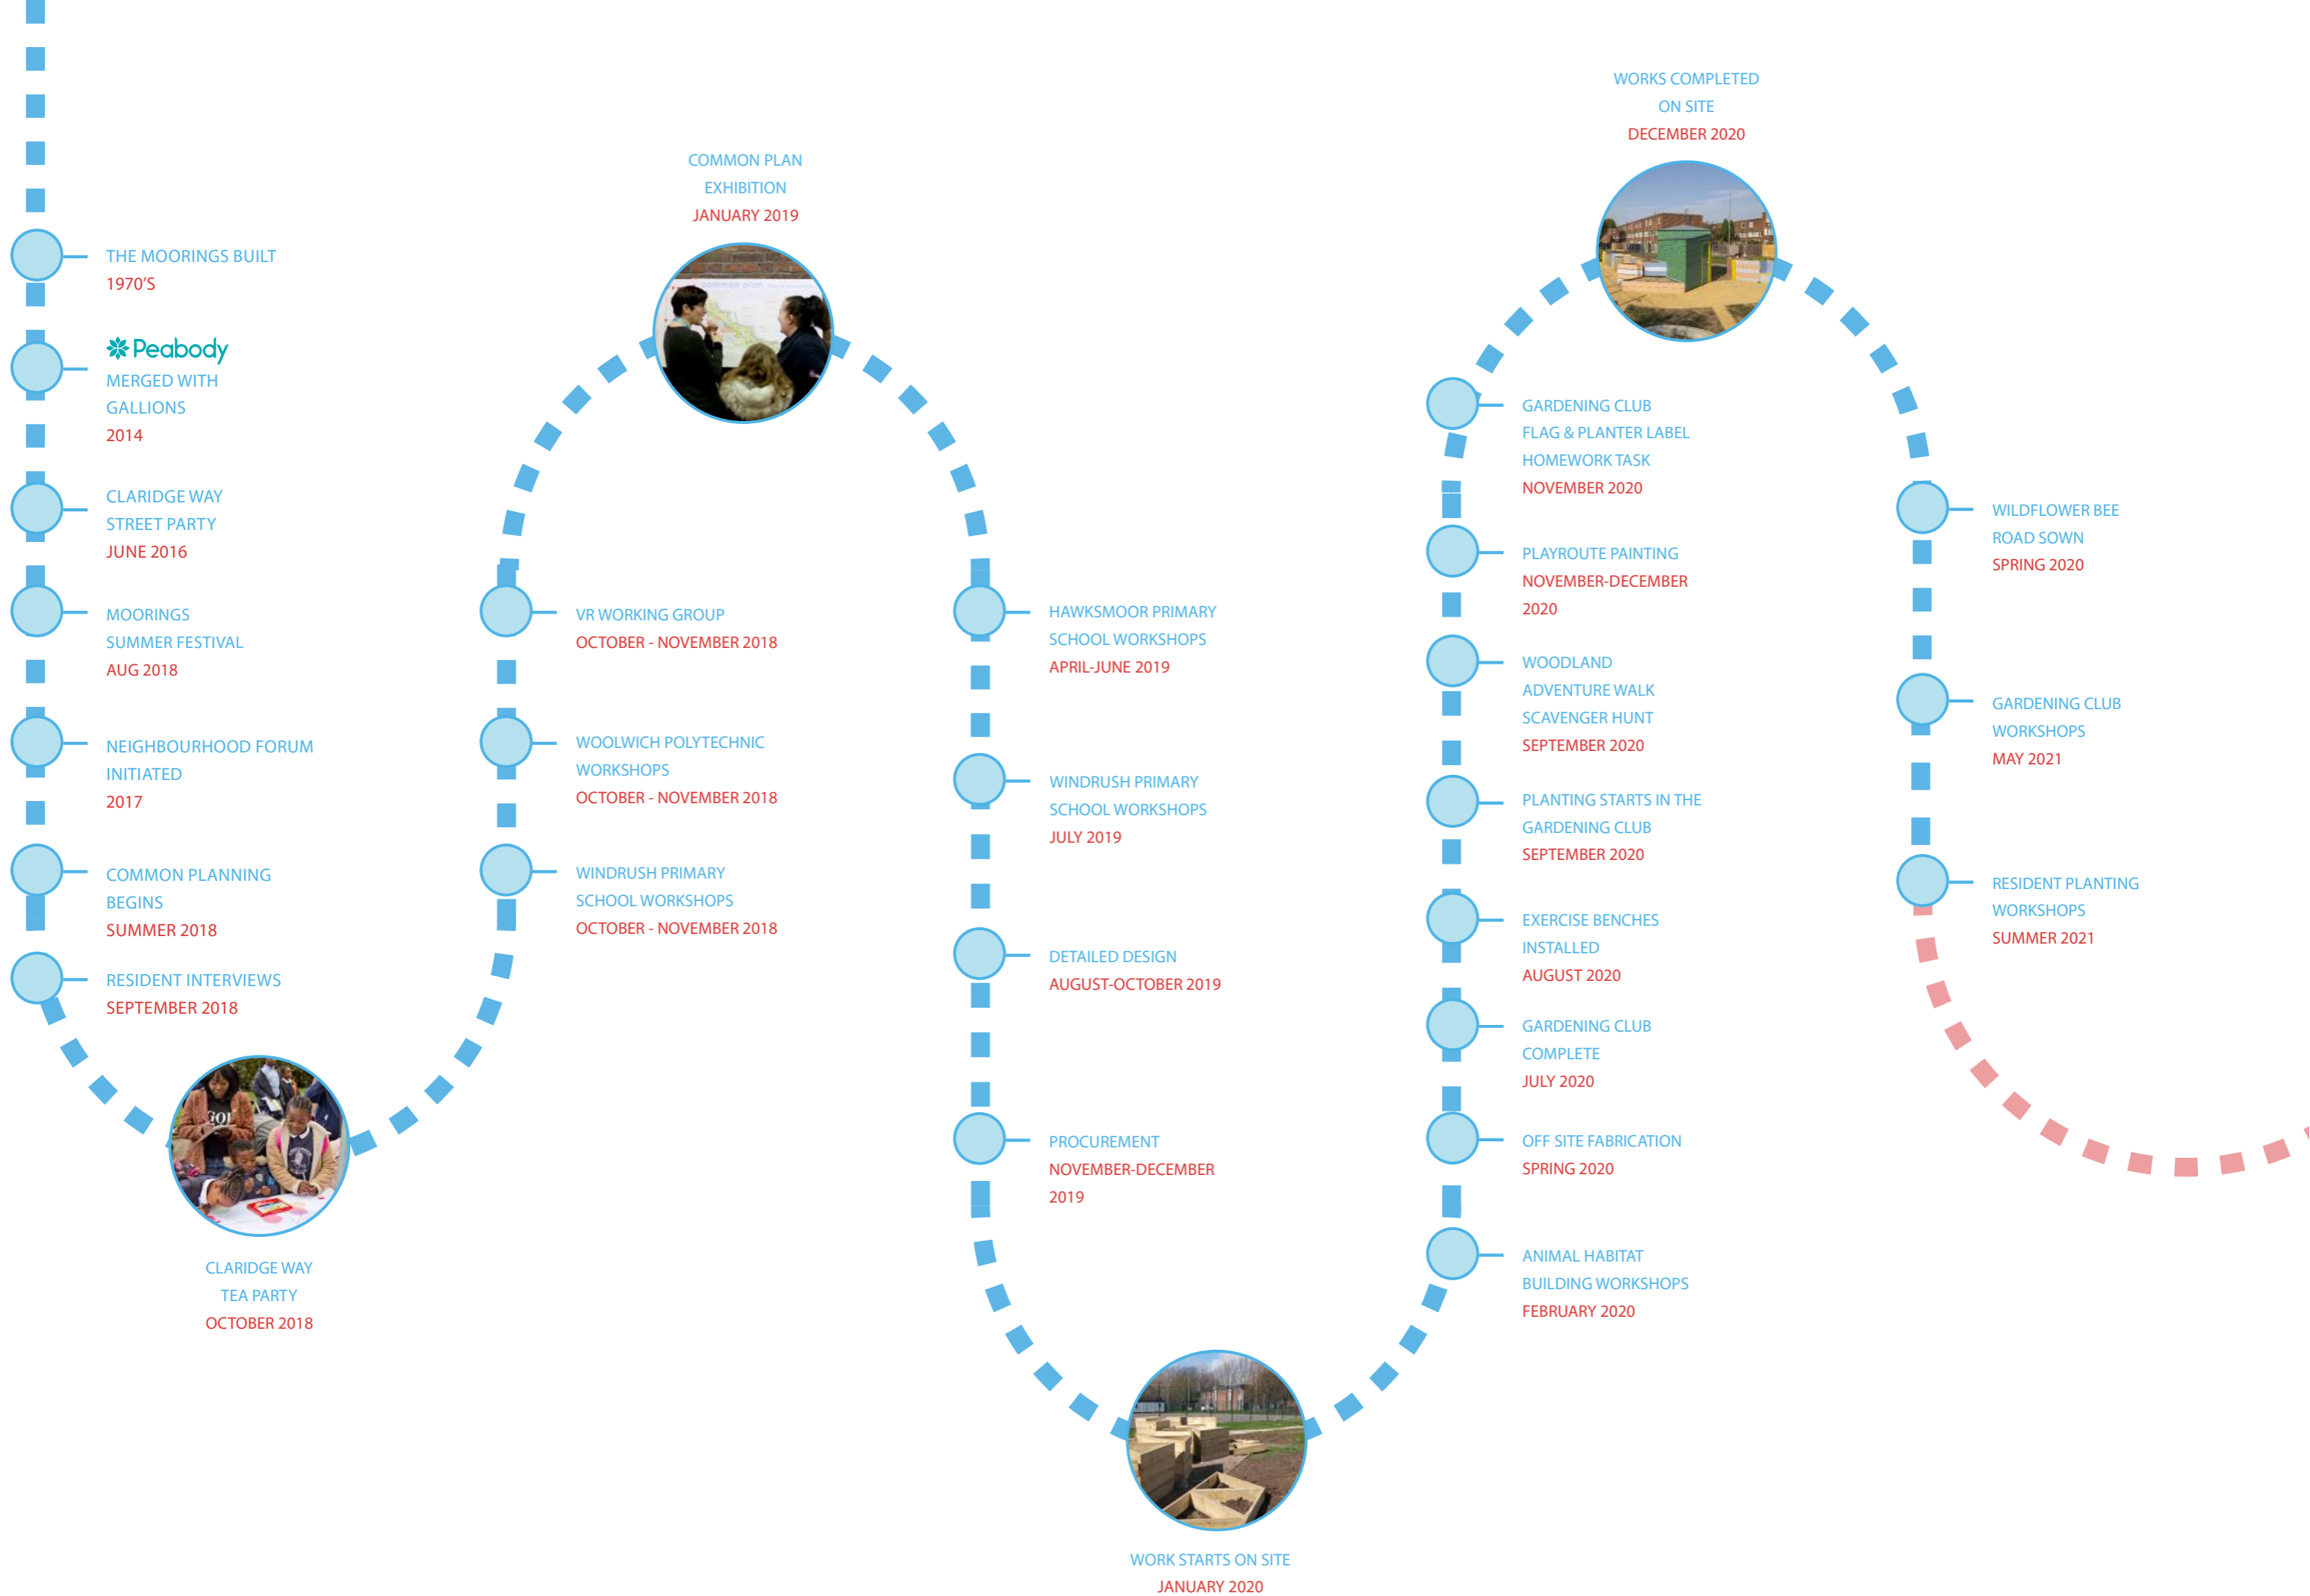 THE MOORINGS BUILT
1970'S
Peabody
MERGED WITH
GALLIONS
2014
CLARIDGE WAY
STREET PARTY
JUNE 2016
MOORINGS
SUMMER FESTIVAL
AUG 2018
NEIGHBOURHOOD FORUM
INITIATED
2017
COMMON PLANNING
BEGINS
SUMMER 2018
RESIDENT INTERVIEWS
SEPTEMBER 2018
CLARIDGE WAY
TEA PARTY
OCTOBER 2018
WINDRUSH PRIMARY
SCHOOL WORKSHOPS
OCTOBER - NOVEMBER 2018
WOOLWICH POLYTECHNIC
WORKSHOPS
OCTOBER - NOVEMBER 2018
VR WORKING GROUP
OCTOBER - NOVEMBER 2018
COMMON PLAN
EXHIBITION
JANUARY 2019
common plan
HAWKSMOOR PRIMARY
SCHOOL WORKSHOPS
APRIL-JUNE 2019
WINDRUSH PRIMARY
SCHOOL WORKSHOPS
JULY 2019
DETAILED DESIGN
AUGUST-OCTOBER 2019
PROCUREMENT
NOVEMBER-DECEMBER
2019
WORK STARTS ON SITE
JANUARY 2020
ANIMAL HABITAT
BUILDING WORKSHOPS
FEBRUARY 2020
OFF SITE FABRICATION
SPRING 2020
GARDENING CLUB
COMPLETE
JULY 2020
EXERCISE BENCHES
INSTALLED
AUGUST 2020
PLANTING STARTS IN THE
GARDENING CLUB
SEPTEMBER 2020
WOODLAND
ADVENTURE WALK
SCAVENGER HUNT
SEPTEMBER 2020
PLAYROUTE PAINTING
NOVEMBER-DECEMBER
2020
GARDENING CLUB
FLAG & PLANTER LABEL
HOMEWORK TASK
NOVEMBER 2020
WORKS COMPLETED
ON SITE
DECEMBER 2020
WILDFLOWER BEE
ROAD SOWN
SPRING 2020
GARDENING CLUB
WORKSHOPS
MAY 2021
RESIDENT PLANTING
WORKSHOPS
SUMMER 2021